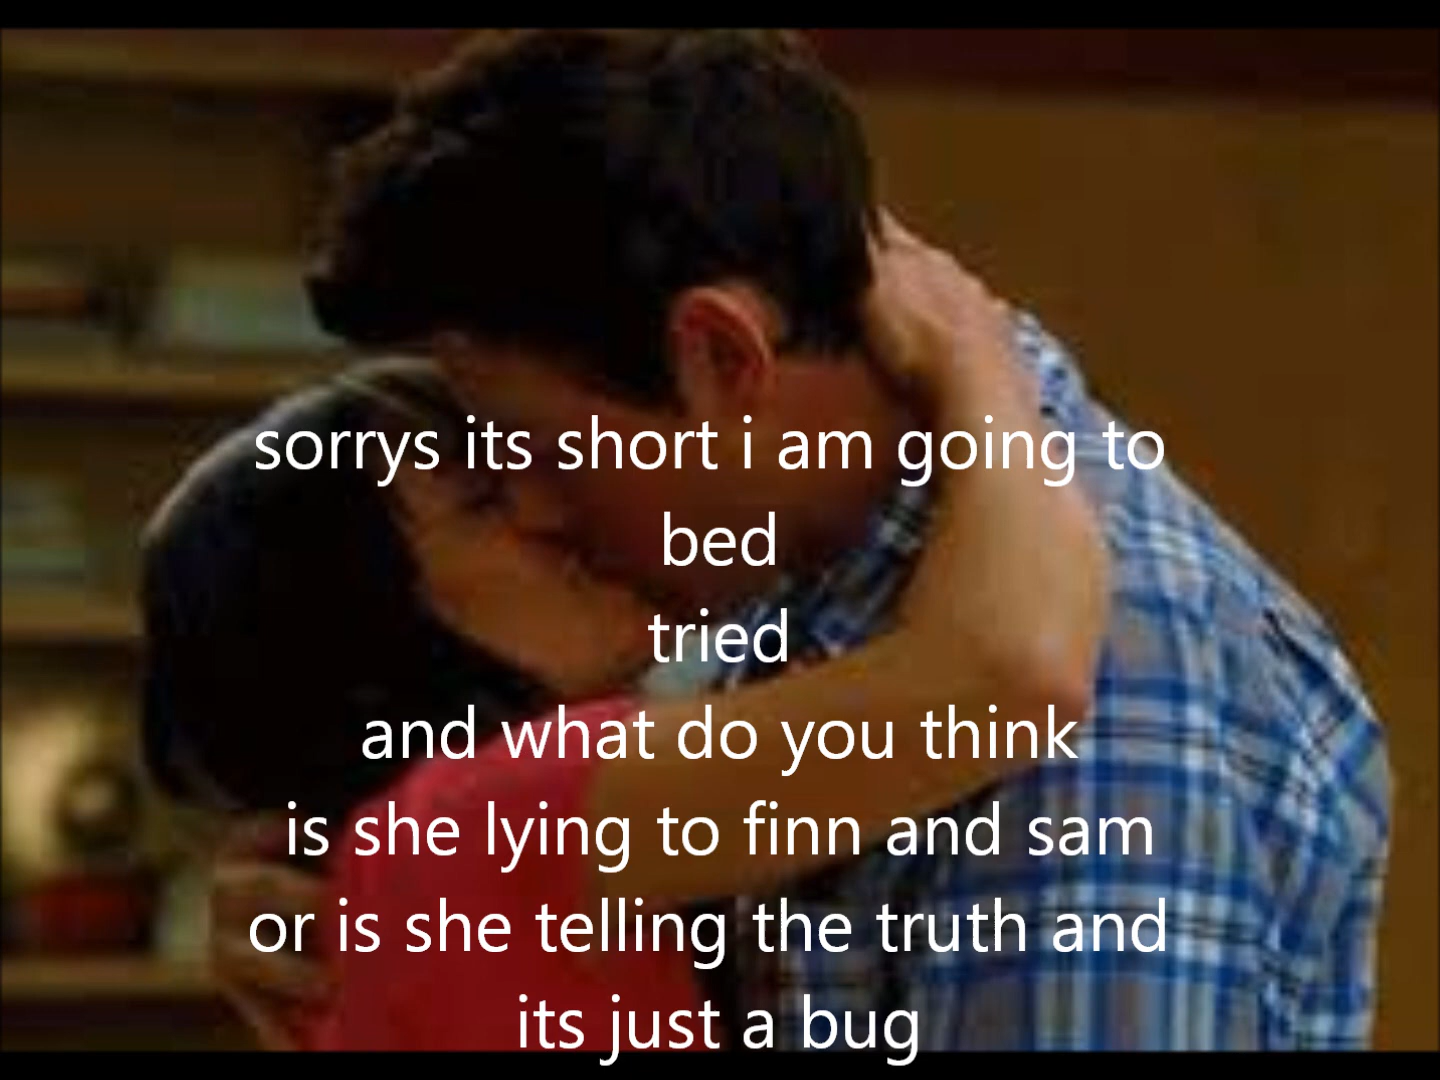 sorrys its short i am going to
bed
tried
and what do you think
is she lying to finn and sam
or is she telling the truth and
its just a bug